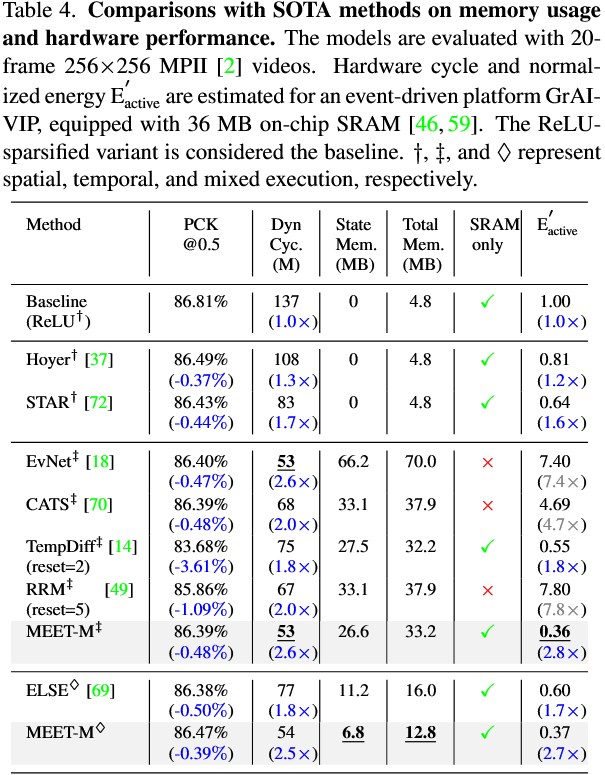 Table 4. Comparisons with SOTA methods on memory usage
and hardware performance. The models are evaluated with 20-
frame 256×256 MPII [2] videos. Hardware cycle and normal-
ized energy E′active are estimated for an event-driven platform GrAI-
VIP, equipped with 36 MB on-chip SRAM [46, 59]. The ReLU-
sparsified variant is considered the baseline. †, ‡, and ◊ represent
spatial, temporal, and mixed execution, respectively.
Method PCK Dyn State Total SRAM E′active
@0.5 Cyc. Mem. Mem. only
(M) (MB) (MB)
Baseline 86.81% 137 0 4.8 ✓ 1.00
(ReLU†) (1.0×) (1.0×)
Hoyer† [37] 86.49% 108 0 4.8 ✓ 0.81
(-0.37%) (1.3×) (1.2×)
STAR† [72] 86.43% 83 0 4.8 ✓ 0.64
(-0.44%) (1.7×) (1.6×)
EvNet‡ [18] 86.40% 53 66.2 70.0 × 7.40
(-0.47%) (2.6×) (7.4×)
CATS‡ [70] 86.39% 68 33.1 37.9 × 4.69
(-0.48%) (2.0×) (4.7×)
TempDiff‡ [14] 83.68% 75 27.5 32.2 ✓ 0.55
(reset=2) (-3.61%) (1.8×) (1.8×)
RRM‡ [49] 85.86% 67 33.1 37.9 × 7.80
(reset=5) (-1.09%) (2.0×) (7.8×)
MEET-M‡ 86.39% 53 26.6 33.2 ✓ 0.36
(-0.48%) (2.6×) (2.8×)
ELSE◊ [69] 86.38% 77 11.2 16.0 ✓ 0.60
(-0.50%) (1.8×) (1.7×)
MEET-M◊ 86.47% 54 6.8 12.8 ✓ 0.37
(-0.39%) (2.5×) (2.7×)